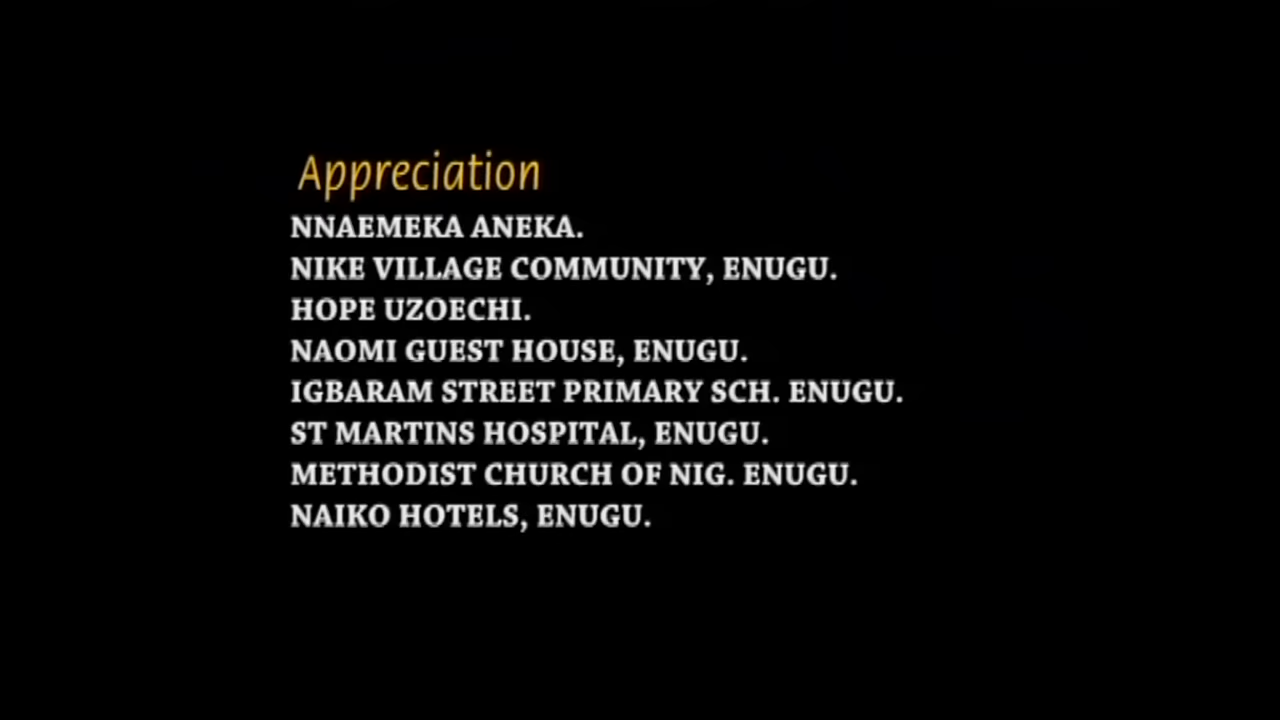 Appreciation
NNAEMEKA ANEKA.
NIKE VILLAGE COMMUNITY, ENUGU.
HOPE UZOECHI.
NAOMI GUEST HOUSE, ENUGU.
IGBARAM STREET PRIMARY SCH. ENUGU.
ST MARTINS HOSPITAL, ENUGU.
METHODIST CHURCH OF NIG. ENUGU.
NAIKO HOTELS, ENUGU.